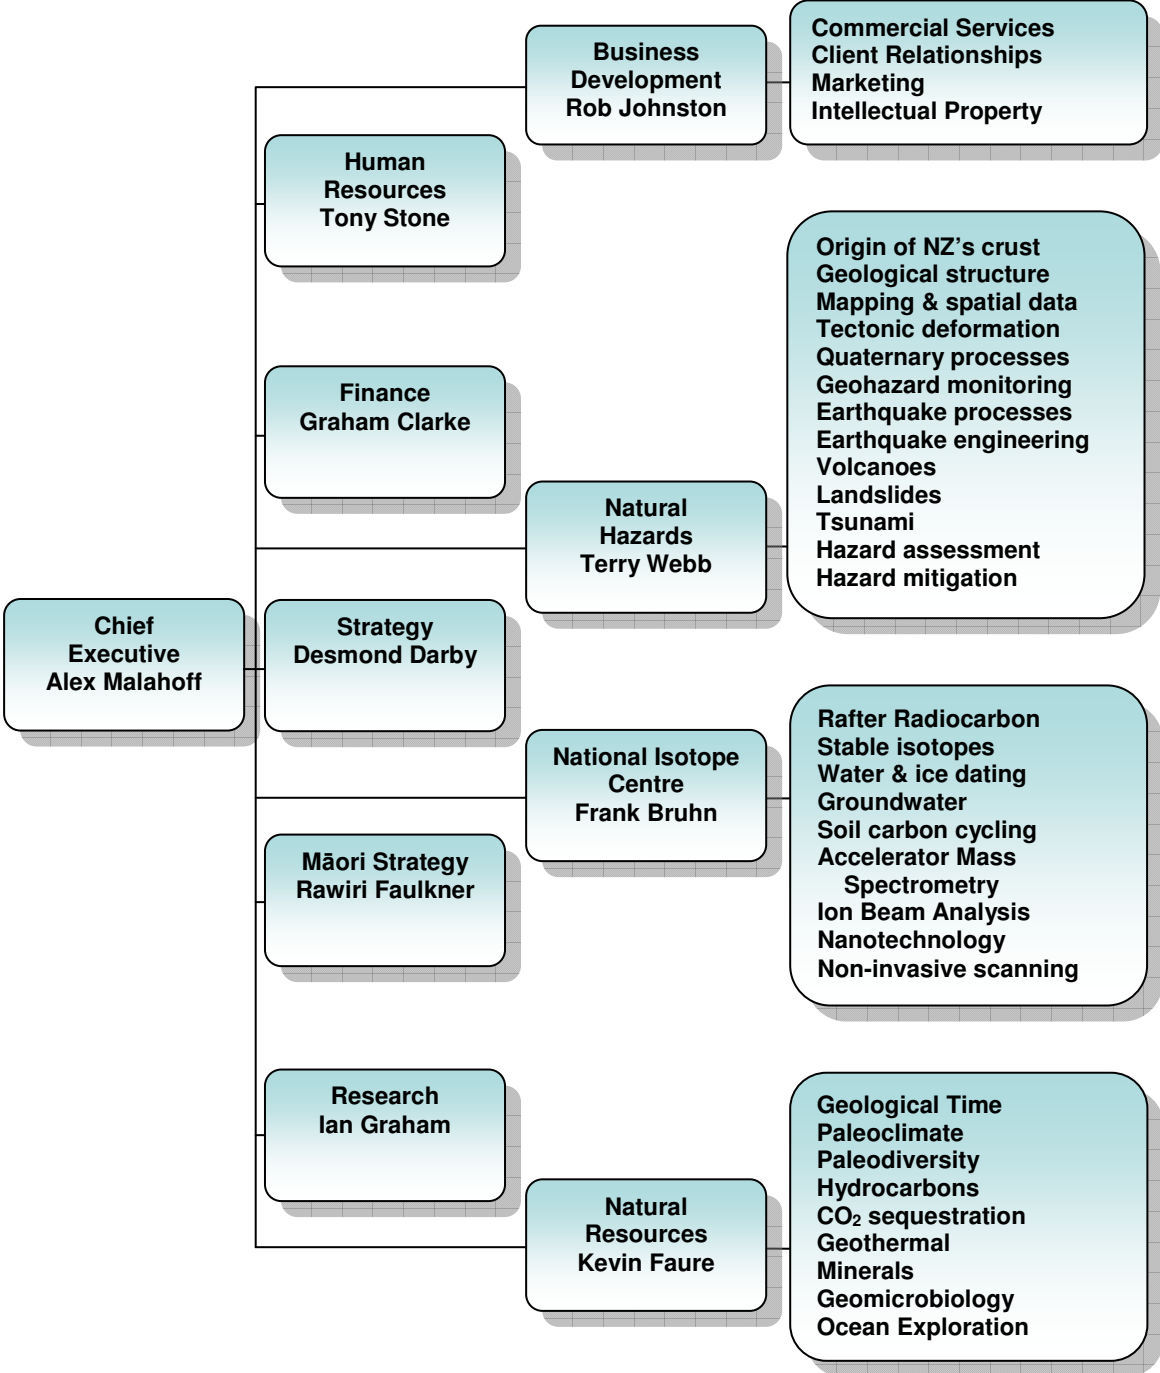 Business
Development
Rob Johnston
Commercial Services
Client Relationships
Marketing
Intellectual Property
Human
Resources
Tony Stone
Origin of NZ's crust
Geological structure
Mapping & spatial data
Tectonic deformation
Quaternary processes
Geohazard monitoring
Earthquake processes
Earthquake engineering
Volcanoes
Landslides
Tsunami
Hazard assessment
Hazard mitigation
Finance
Graham Clarke
Natural
Hazards
Terry Webb
Chief
Executive
Alex Malahoff
Strategy
Desmond Darby
National Isotope
Centre
Frank Bruhn
Rafter Radiocarbon
Stable isotopes
Water & ice dating
Groundwater
Soil carbon cycling
Accelerator Mass
Spectrometry
Ion Beam Analysis
Nanotechnology
Non-invasive scanning
Māori Strategy
Rawiri Faulkner
Research
Ian Graham
Natural
Resources
Kevin Faure
Geological Time
Paleoclimate
Paleodiversity
Hydrocarbons
CO₂ sequestration
Geothermal
Minerals
Geomicrobiology
Ocean Exploration